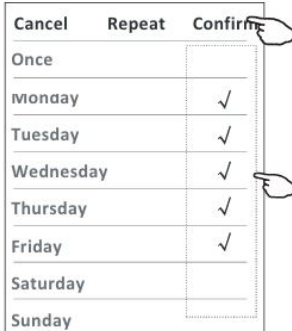 Cancel Repeat Confirm
Once
Monday √
Tuesday √
Wednesday √
Thursday √
Friday √
Saturday
Sunday